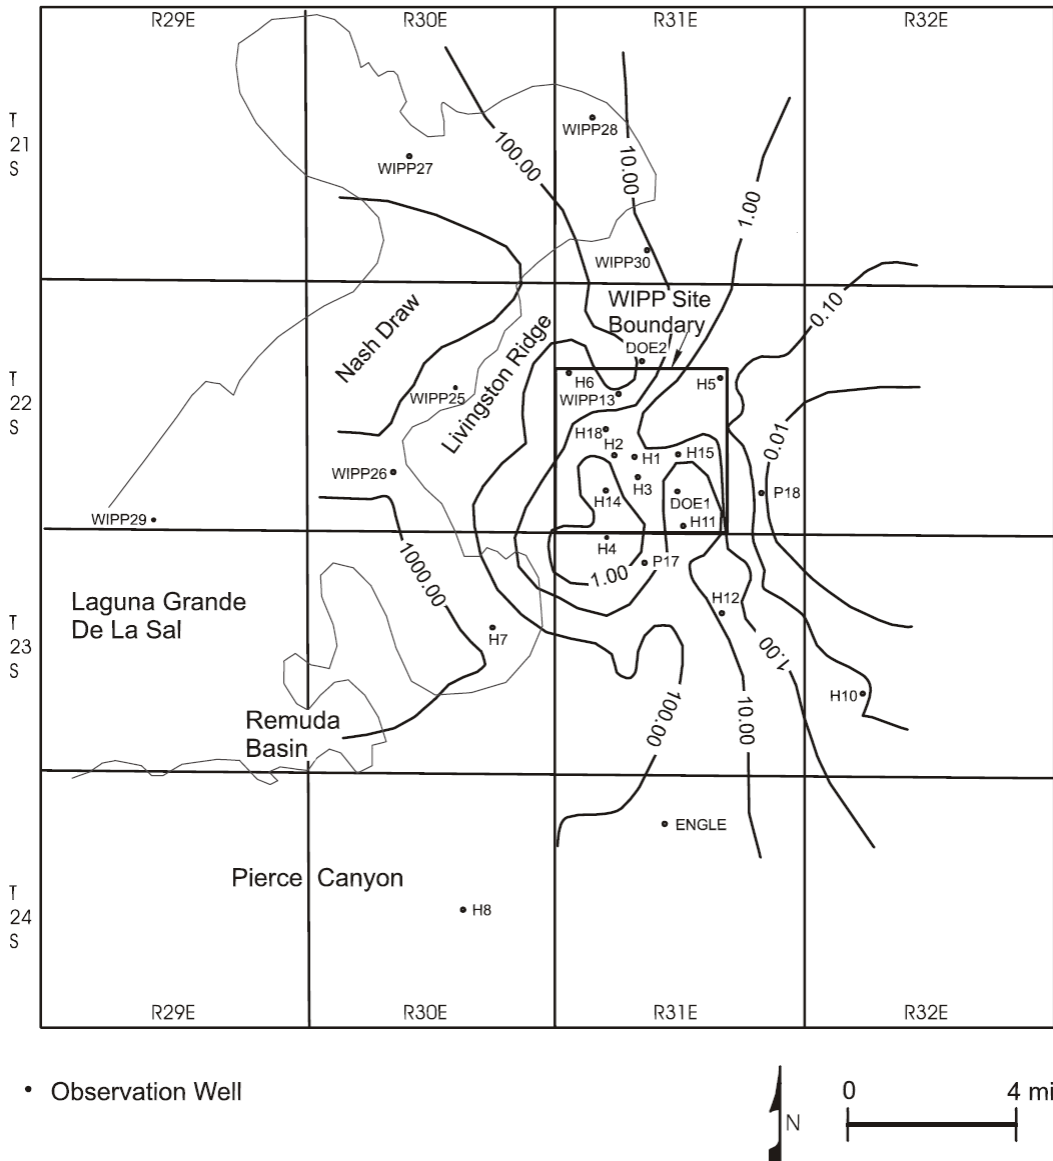 R29E
R30E
R31E
R32E
T
21
S
WIPP28
WIPP27
100.00
10.00
1.00
WIPP30
WIPP Site
Boundary
0.10
Nash Draw
Livingston Ridge
DOE2
H6
H5
T
22
S
WIPP25
WIPP13
H18
H2
H1
H15
0.01
WIPP26
H3
H14
DOE1
P18
WIPP29
H11
H4
P17
1.00
1000.00
H12
Laguna Grande
De La Sal
T
23
S
H7
1.00
H10
Remuda
Basin
100.00
10.00
ENGLE
Pierce Canyon
T
24
S
H8
R29E
R30E
R31E
R32E
• Observation Well
N
0
4 mi